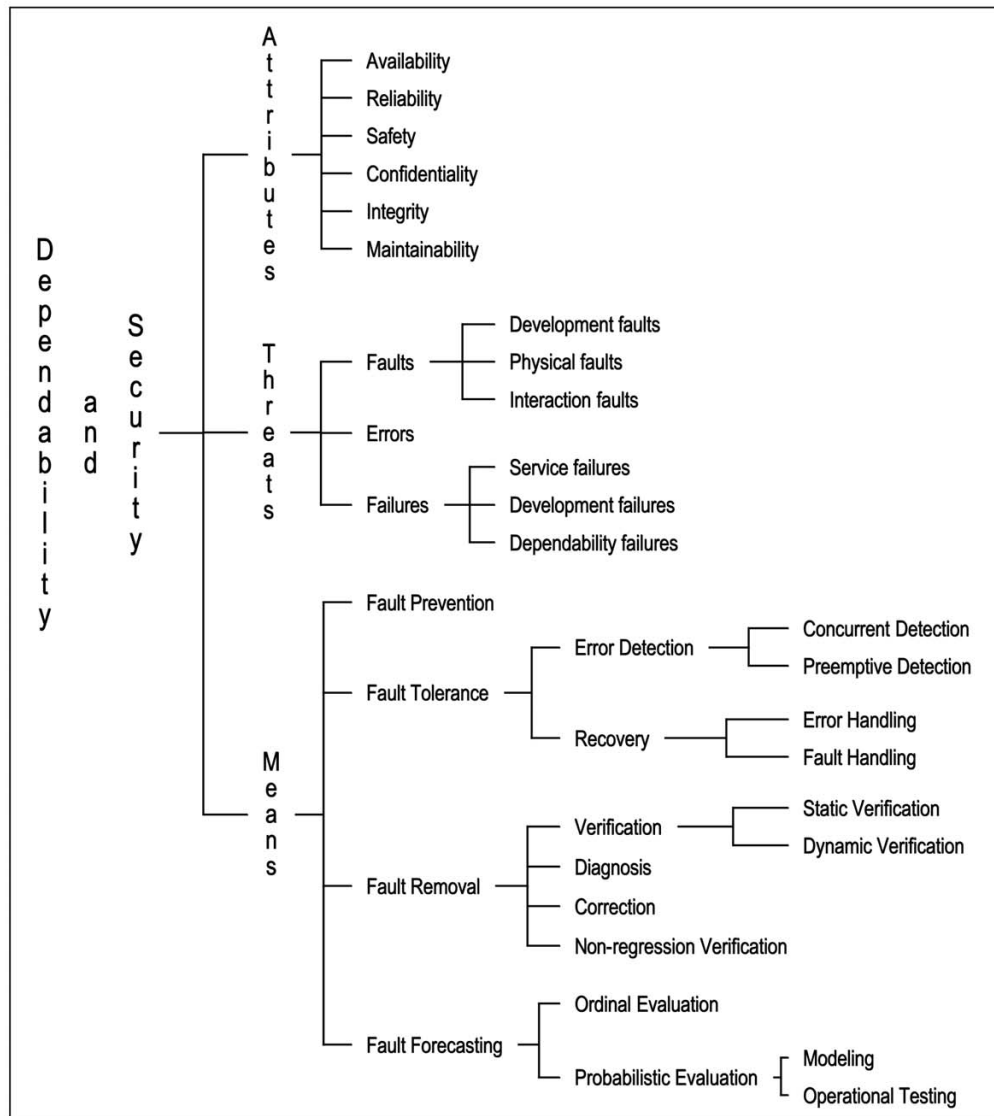 Dependability
and
Security
Attributes
Availability
Reliability
Safety
Confidentiality
Integrity
Maintainability
Threats
Faults
Development faults
Physical faults
Interaction faults
Errors
Failures
Service failures
Development failures
Dependability failures
Means
Fault Prevention
Fault Tolerance
Error Detection
Concurrent Detection
Preemptive Detection
Recovery
Error Handling
Fault Handling
Fault Removal
Verification
Static Verification
Dynamic Verification
Diagnosis
Correction
Non-regression Verification
Fault Forecasting
Ordinal Evaluation
Probabilistic Evaluation
Modeling
Operational Testing